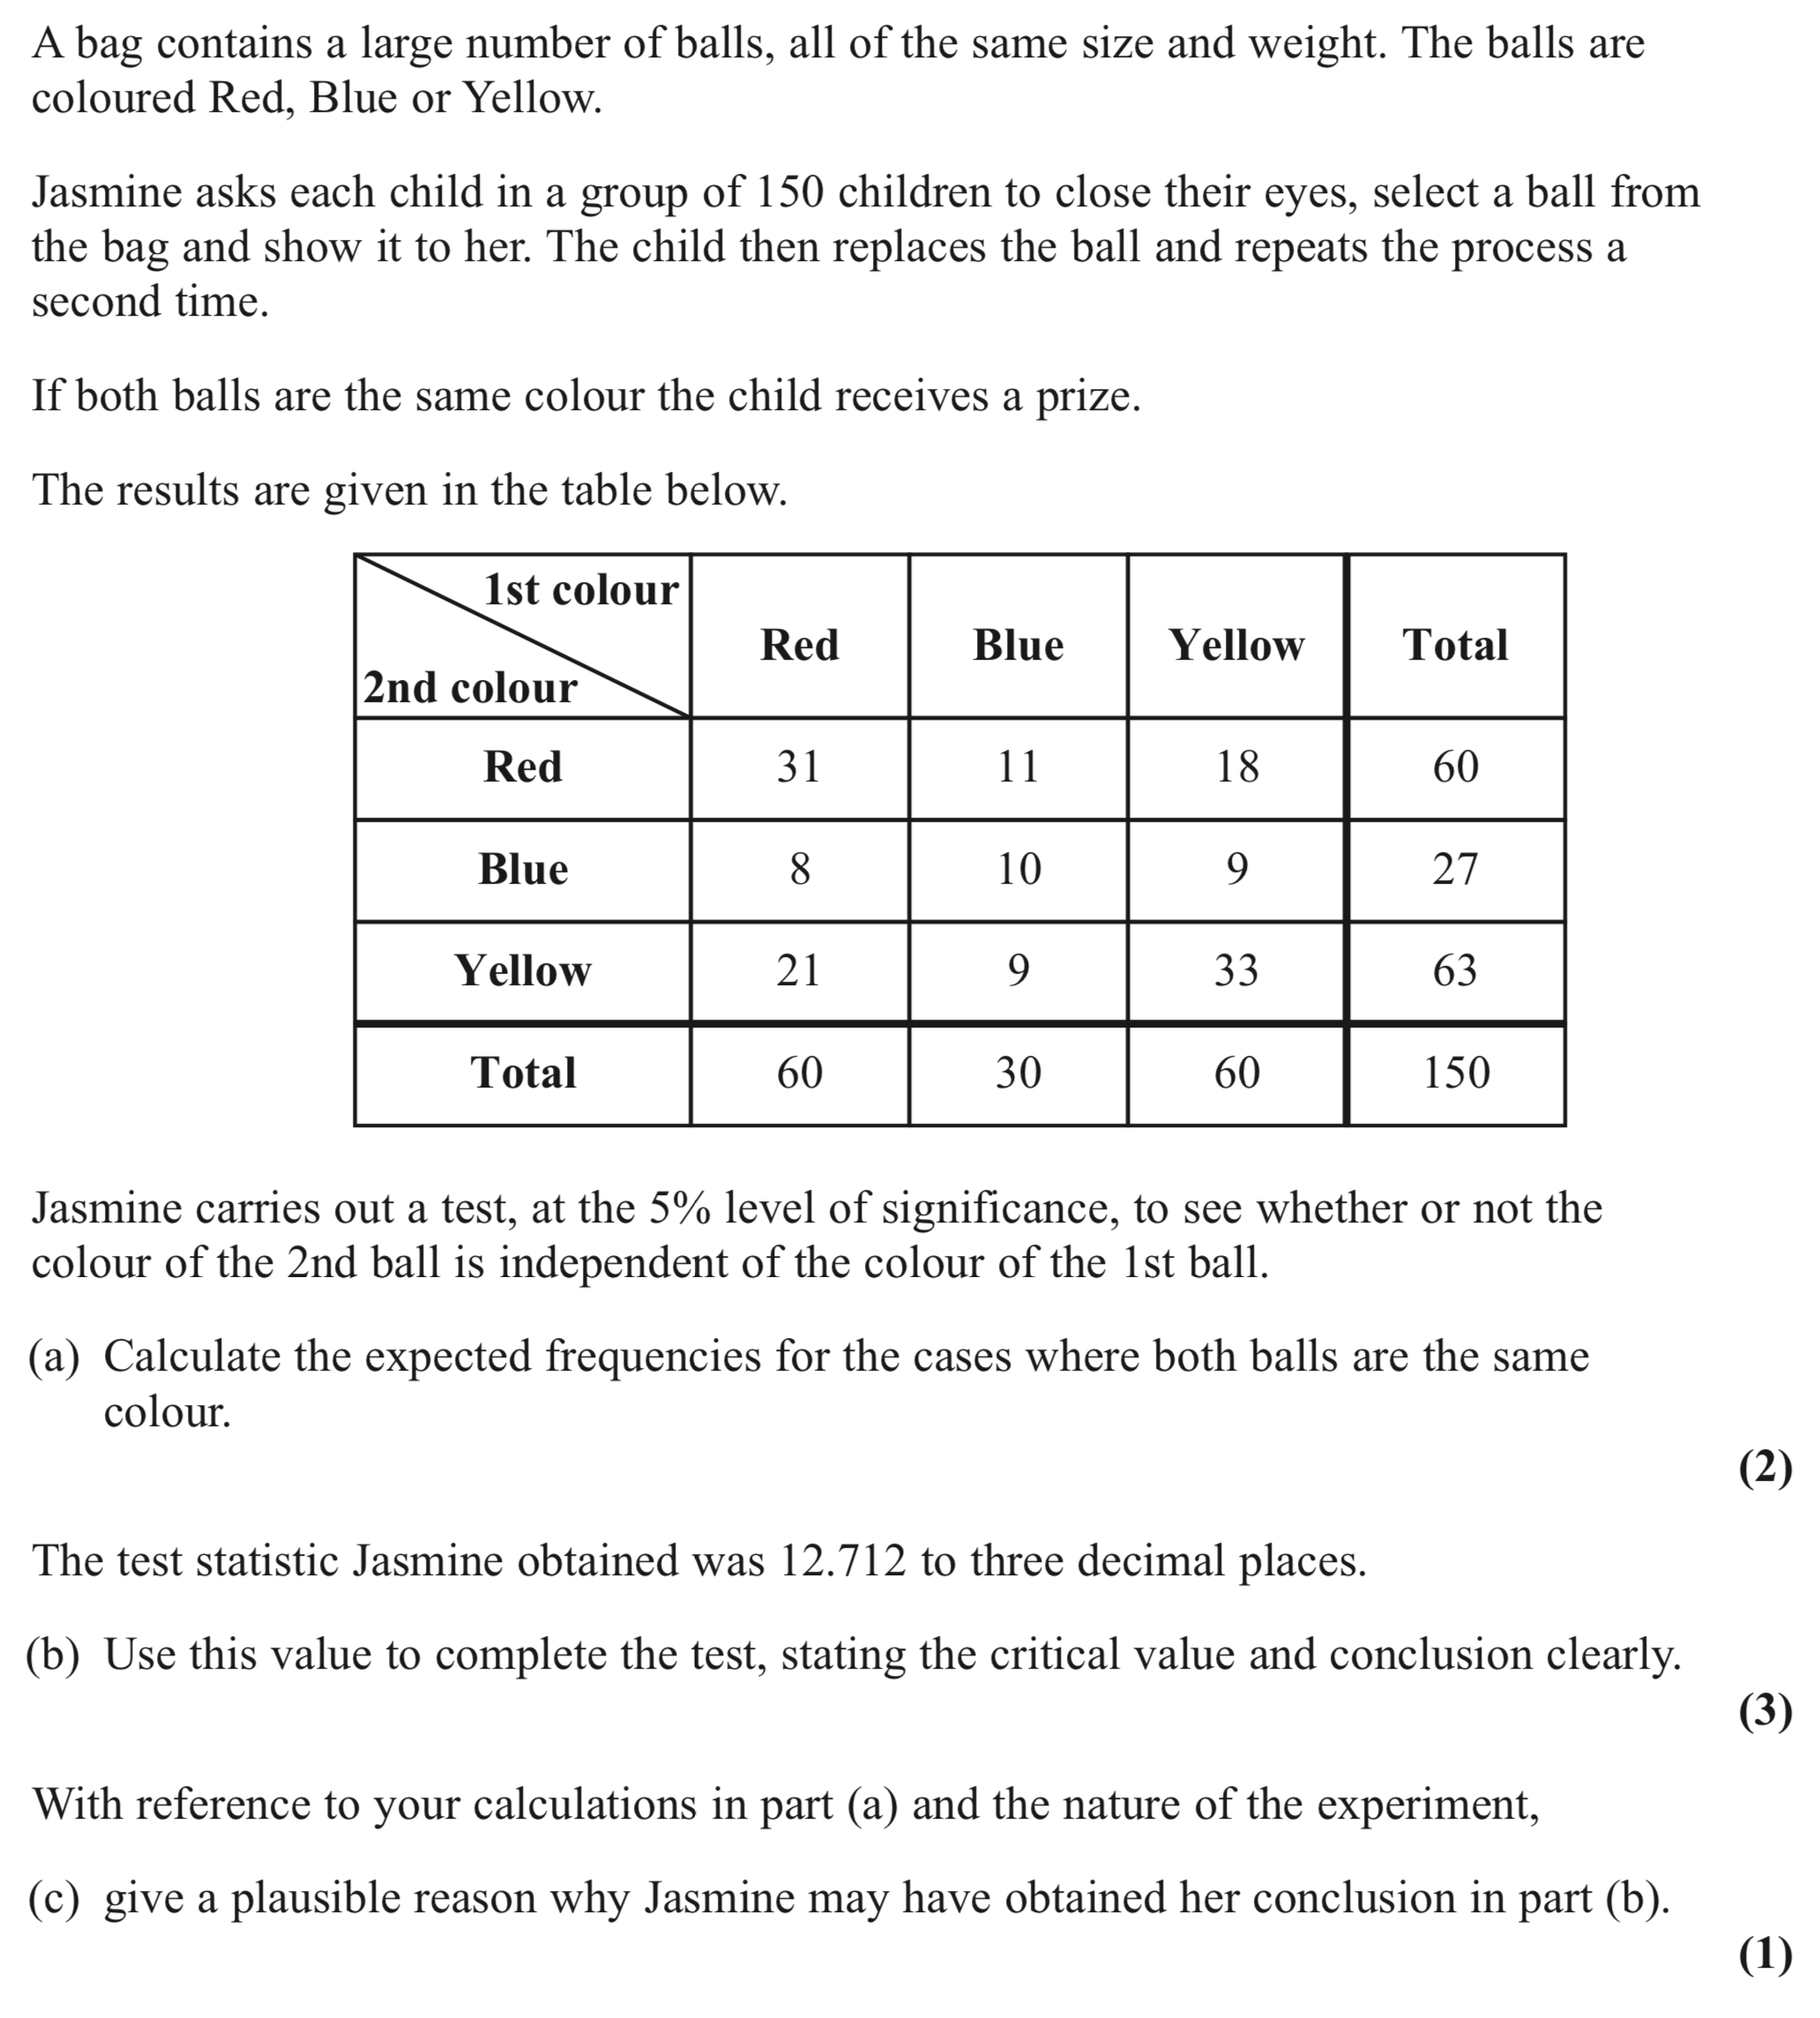 A bag contains a large number of balls, all of the same size and weight. The balls are
coloured Red, Blue or Yellow.
Jasmine asks each child in a group of 150 children to close their eyes, select a ball from
the bag and show it to her. The child then replaces the ball and repeats the process a
second time.
If both balls are the same colour the child receives a prize.
The results are given in the table below.
1st colour
2nd colour
Red Blue Yellow Total
Red 31 11 18 60
Blue 8 10 9 27
Yellow 21 9 33 63
Total 60 30 60 150
Jasmine carries out a test, at the 5% level of significance, to see whether or not the
colour of the 2nd ball is independent of the colour of the 1st ball.
(a) Calculate the expected frequencies for the cases where both balls are the same
colour.
(2)
The test statistic Jasmine obtained was 12.712 to three decimal places.
(b) Use this value to complete the test, stating the critical value and conclusion clearly.
(3)
With reference to your calculations in part (a) and the nature of the experiment,
(c) give a plausible reason why Jasmine may have obtained her conclusion in part (b).
(1)